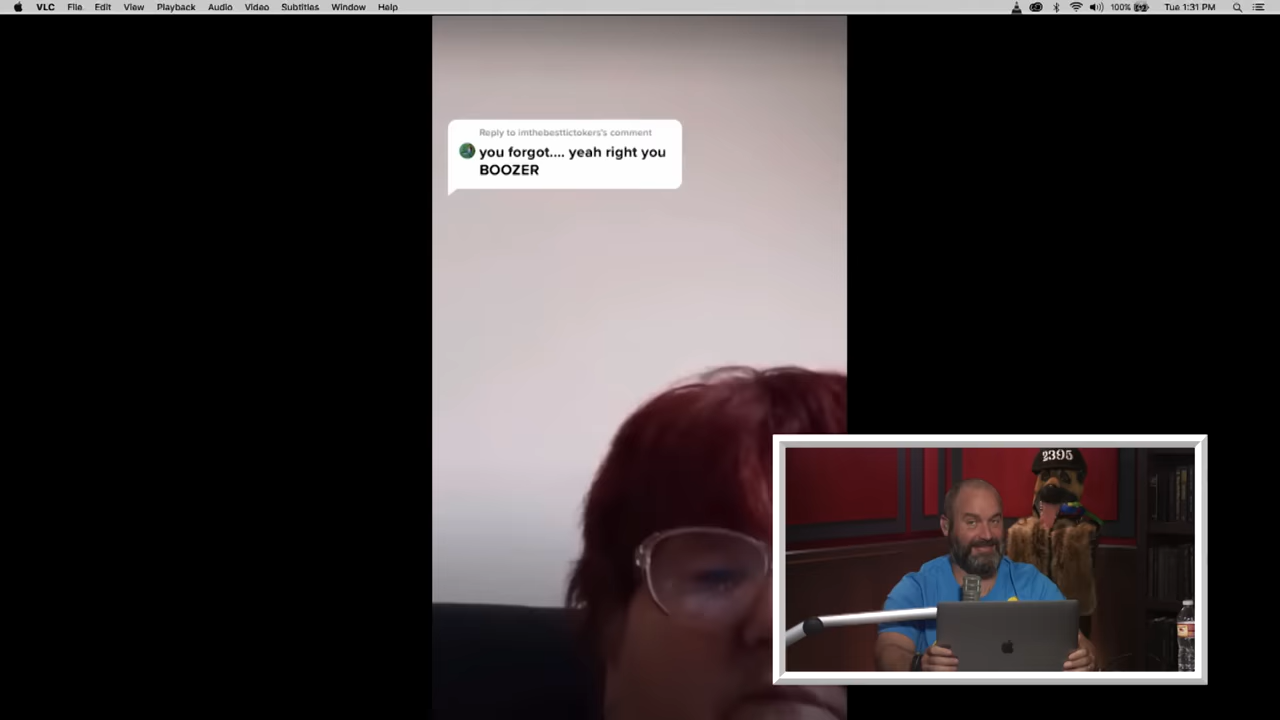 VLC File Edit View Playback Audio Video Subtitles Window Help 100% Tue 1:31 PM
Reply to imthebesttictokers's comment
you forgot.... yeah right you
BOOZER
2395